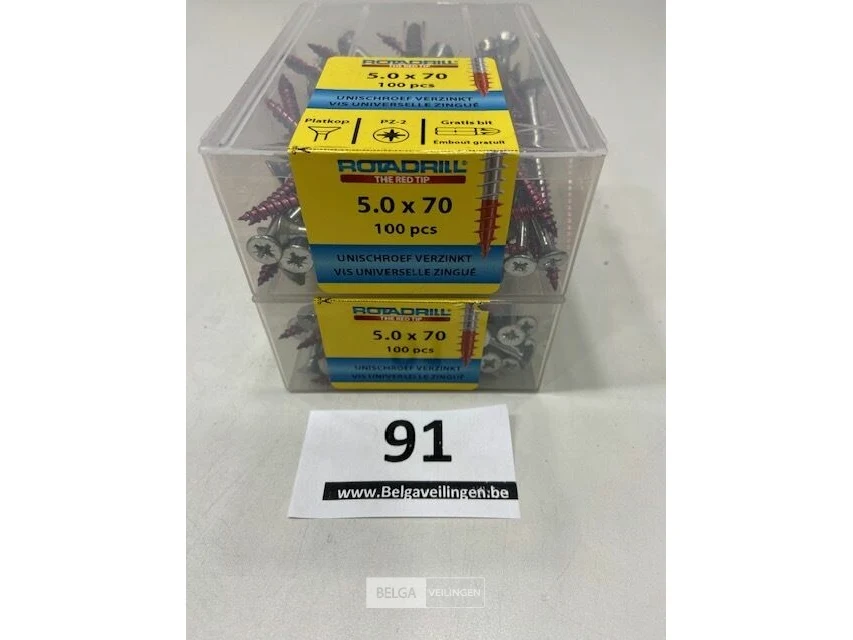 ROTADRILL
THE RED TIP
5.0 x 70
100 pcs
UNISCHROEF VERZINKT
VIS UNIVERSELLE ZINGUÉ
Platkop
PZ-2
Gratis bit
Embout gratuit
ROTADRILL®
THE RED TIP
5.0 x 70
100 pcs
UNISCHROEF VERZINKT
VIS UNIVERSELLE ZINGUÉ
ROTADRILL
THE RED TIP
5.0 x 70
100 pcs
UNISCHROEF VERZINKT
VIS UNIVERSELLE ZINGUÉ
91
www.Belgaveilingen.be
BELGA VEILINGEN